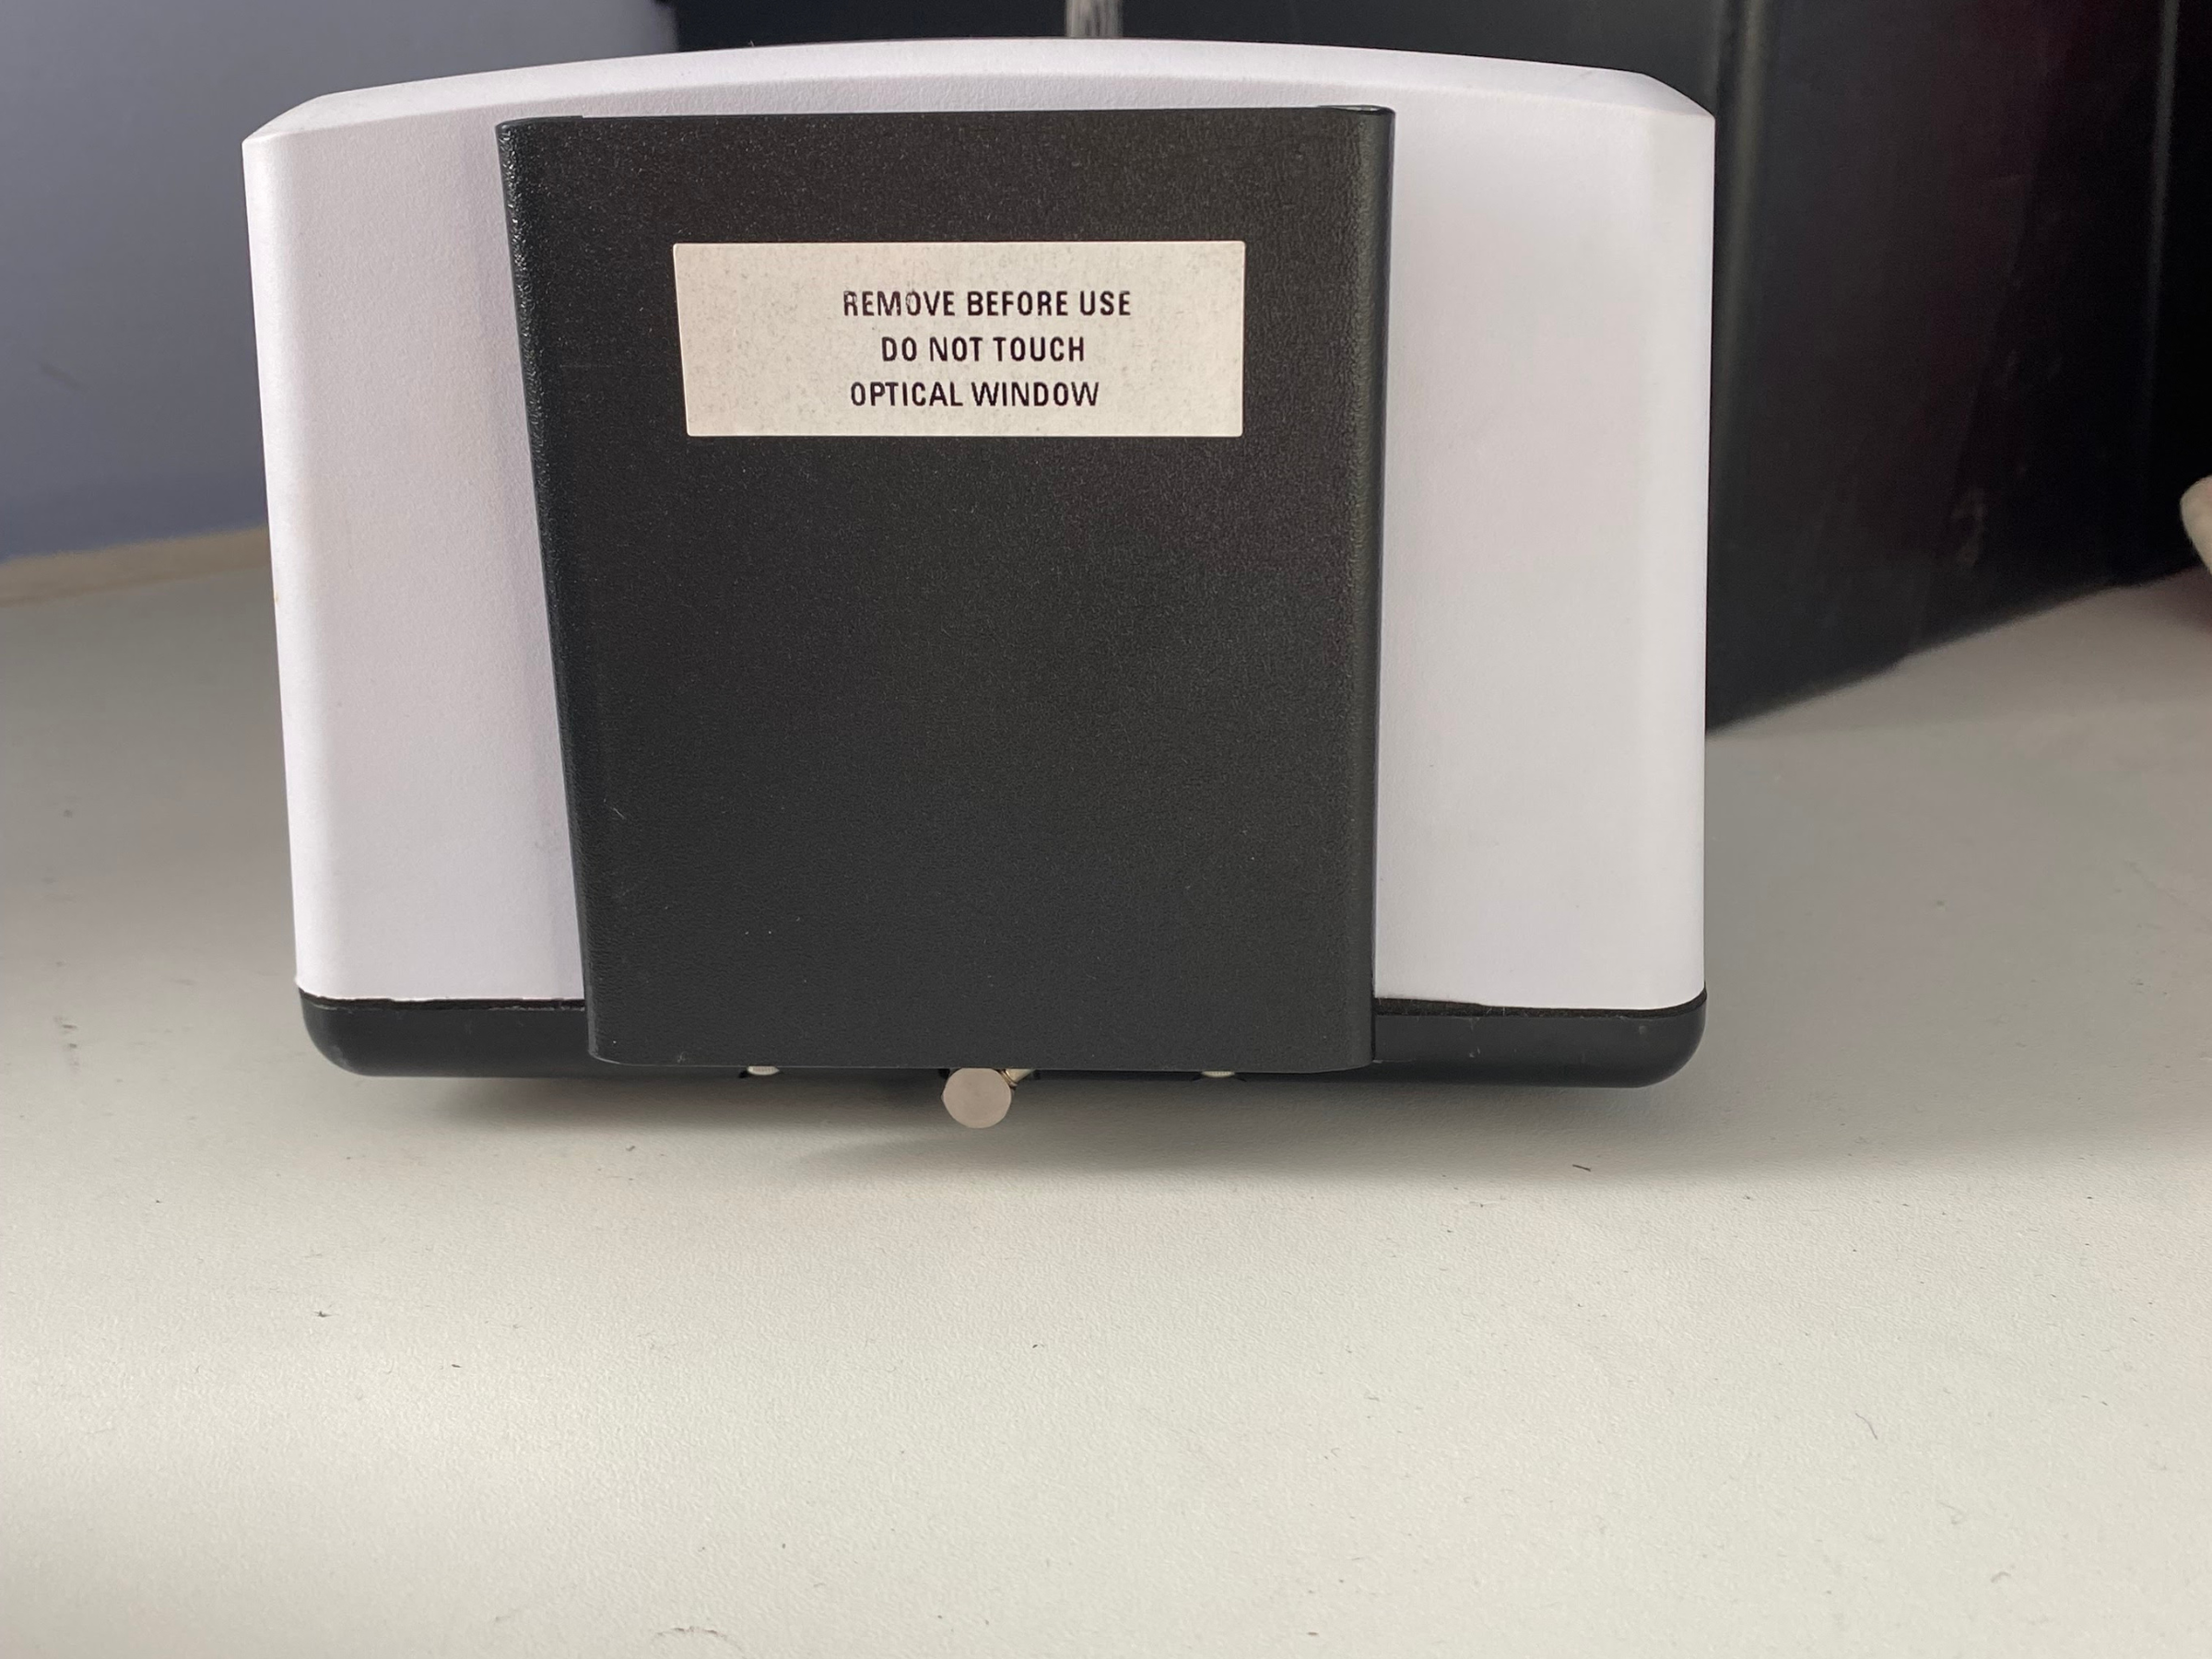 REMOVE BEFORE USE
DO NOT TOUCH
OPTICAL WINDOW